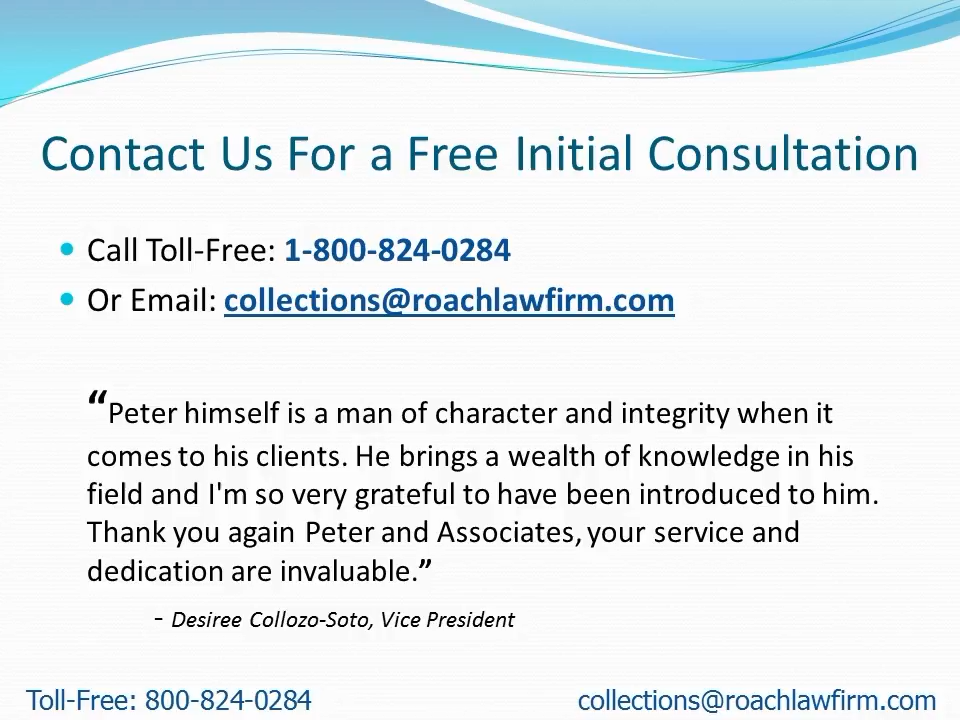 Contact Us For a Free Initial Consultation
• Call Toll-Free: 1-800-824-0284
• Or Email: collections@roachlawfirm.com
“Peter himself is a man of character and integrity when it
comes to his clients. He brings a wealth of knowledge in his
field and I'm so very grateful to have been introduced to him.
Thank you again Peter and Associates, your service and
dedication are invaluable.”
- Desiree Collozo-Soto, Vice President
Toll-Free: 800-824-0284 collections@roachlawfirm.com